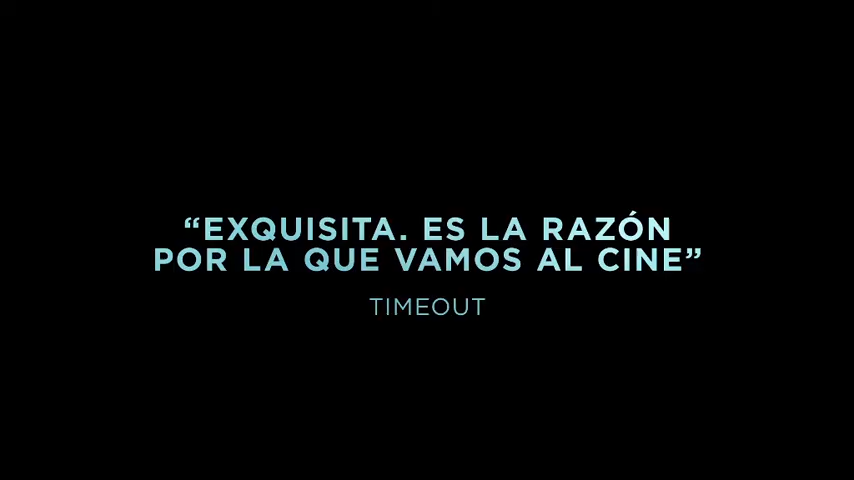 “EXQUISITA. ES LA RAZÓN
POR LA QUE VAMOS AL CINE”
TIMEOUT